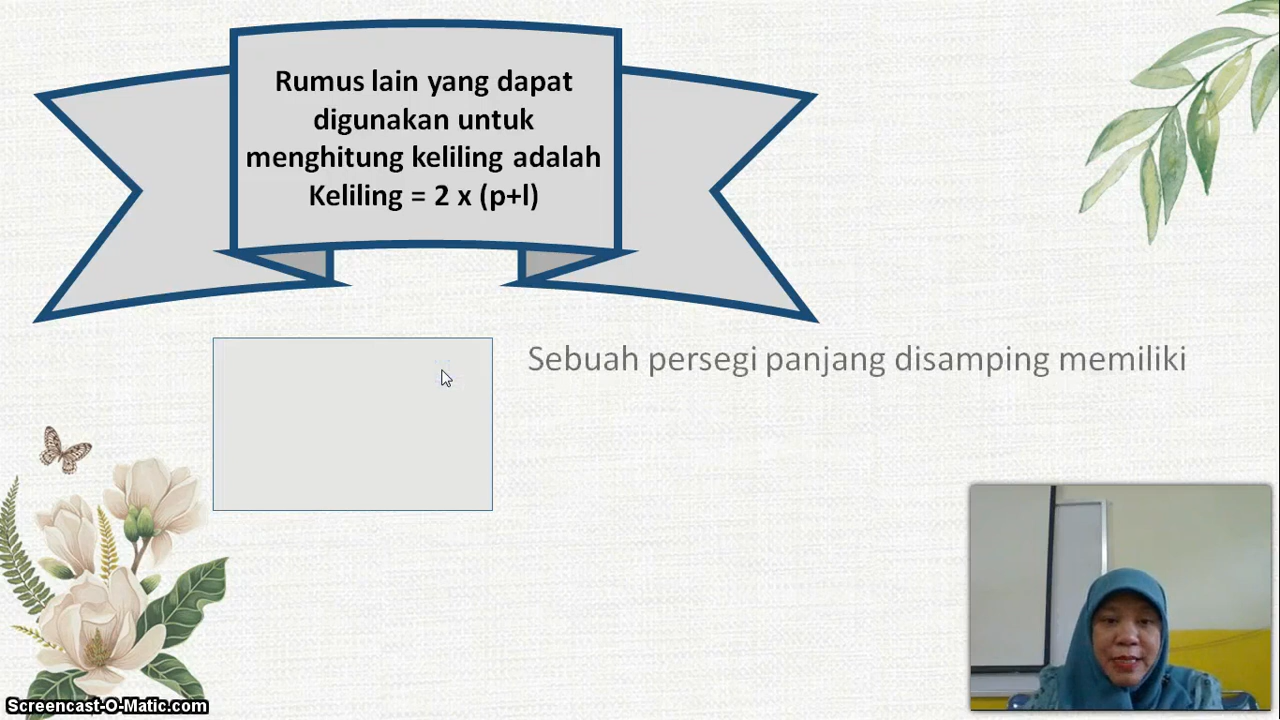 Rumus lain yang dapat
digunakan untuk
menghitung keliling adalah
Keliling = 2 x (p+l)
Sebuah persegi panjang disamping memiliki
Screencast-O-Matic.com